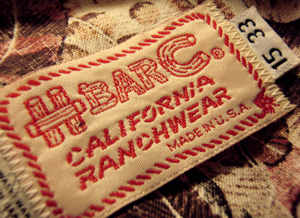 H BAR C®
CALIFORNIA
RANCHWEAR
MADE IN U.S.A.
15 33